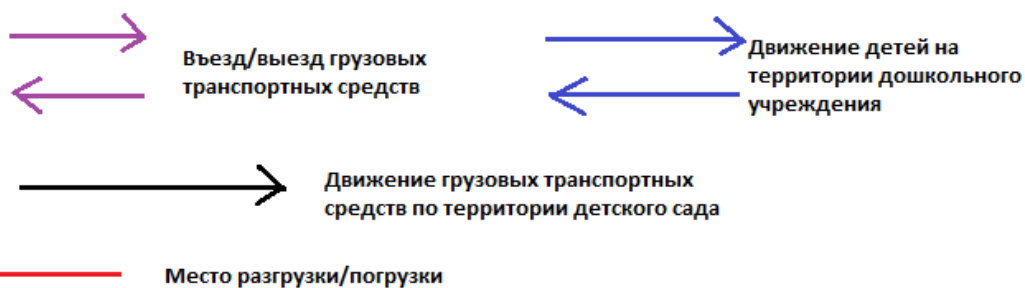 Въезд/выезд грузовых
транспортных средств
Движение детей на
территории дошкольного
учреждения
Движение грузовых транспортных
средств по территории детского сада
Место разгрузки/погрузки